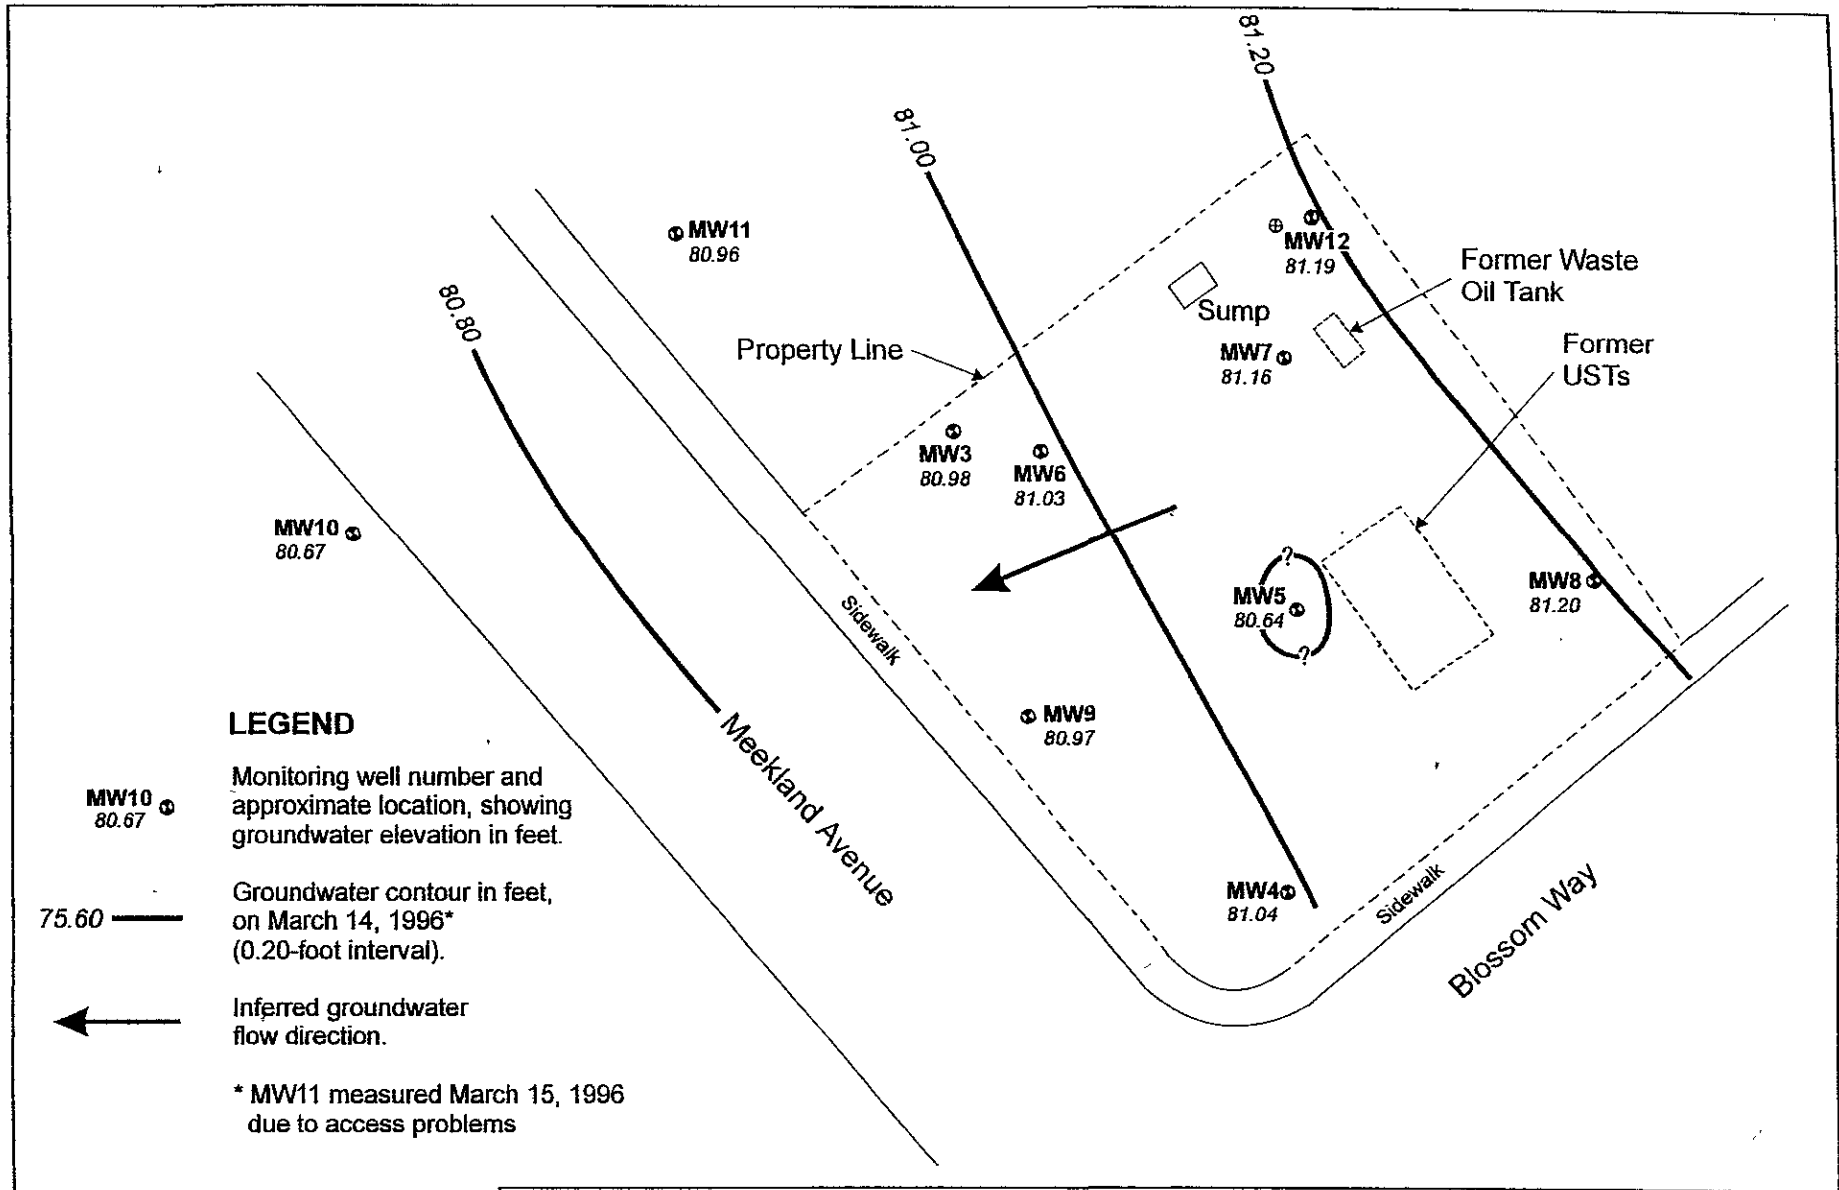 81.20
81.00
80.80
MW11
80.96
MW12
81.19
Former Waste
Oil Tank
Sump
Property Line
MW7
81.16
Former
USTs
MW3
80.98
MW6
81.03
MW10
80.67
?
MW5
80.64
?
MW8
81.20
Sidewalk
MW9
80.97
Meekland Avenue
MW4
81.04
Sidewalk
Blossom Way
LEGEND
MW10
80.67
Monitoring well number and
approximate location, showing
groundwater elevation in feet.
75.60
Groundwater contour in feet,
on March 14, 1996*
(0.20-foot interval).
Inferred groundwater
flow direction.
* MW11 measured March 15, 1996
due to access problems